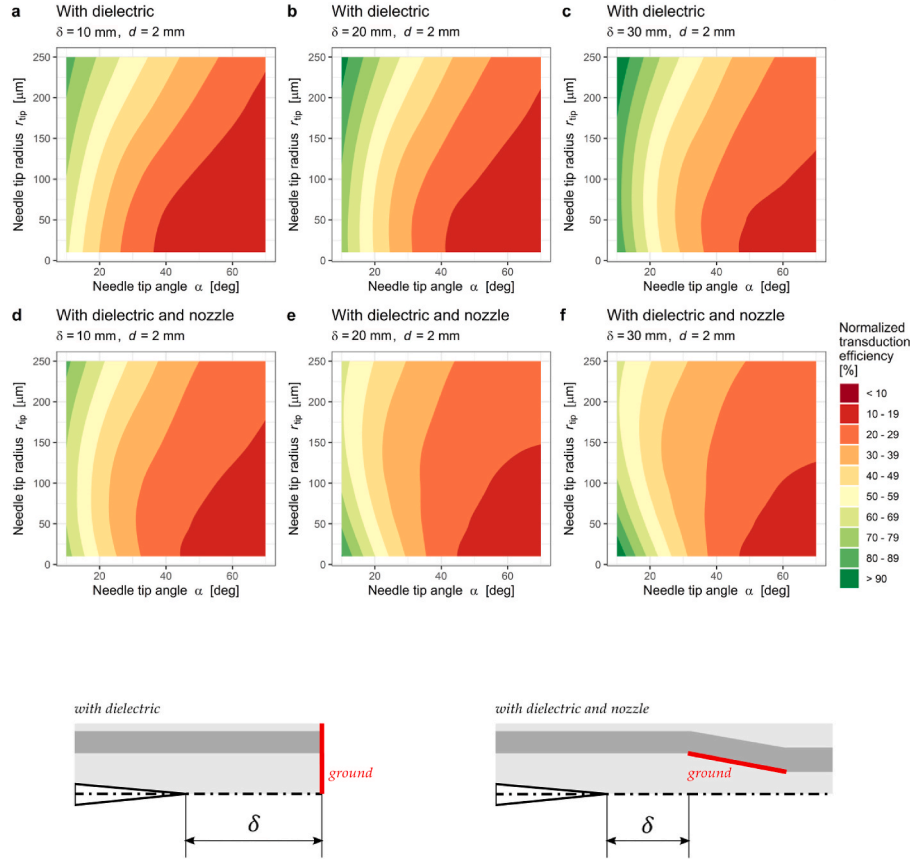 a With dielectric
δ = 10 mm, d = 2 mm
b With dielectric
δ = 20 mm, d = 2 mm
c With dielectric
δ = 30 mm, d = 2 mm
Needle tip radius r_tip [μm]
250
200
150
100
50
0
20 40 60
Needle tip angle α [deg]
Needle tip radius r_tip [μm]
250
200
150
100
50
0
20 40 60
Needle tip angle α [deg]
Needle tip radius r_tip [μm]
250
200
150
100
50
0
20 40 60
Needle tip angle α [deg]
d With dielectric and nozzle
δ = 10 mm, d = 2 mm
e With dielectric and nozzle
δ = 20 mm, d = 2 mm
f With dielectric and nozzle
δ = 30 mm, d = 2 mm
Needle tip radius r_tip [μm]
250
200
150
100
50
0
20 40 60
Needle tip angle α [deg]
Needle tip radius r_tip [μm]
250
200
150
100
50
0
20 40 60
Needle tip angle α [deg]
Needle tip radius r_tip [μm]
250
200
150
100
50
0
20 40 60
Needle tip angle α [deg]
Normalized
transduction
efficiency
[%]
< 10
10 - 19
20 - 29
30 - 39
40 - 49
50 - 59
60 - 69
70 - 79
80 - 89
> 90
with dielectric
ground
δ
with dielectric and nozzle
ground
δ